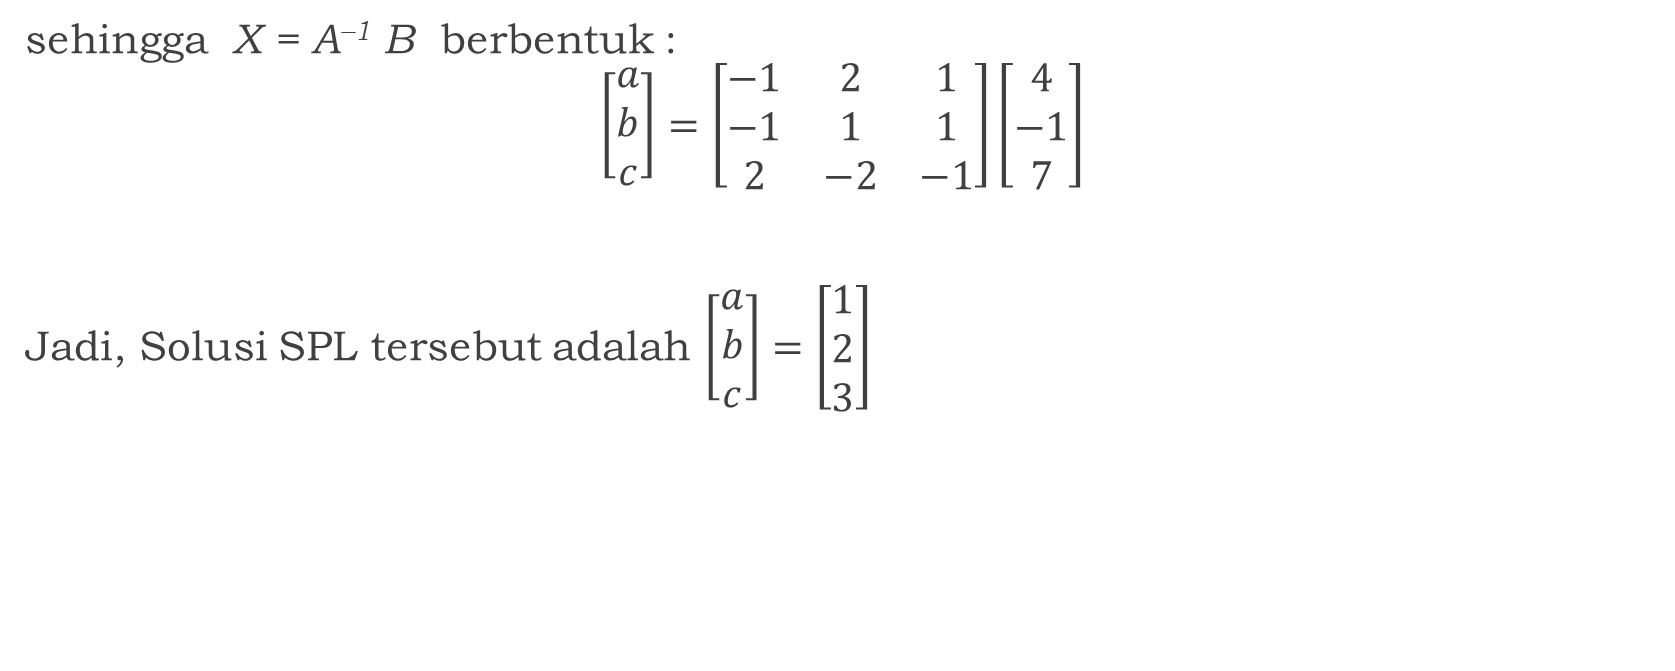 sehingga X = A⁻¹ B berbentuk :
[a b c] = [−1 2 1; −1 1 1; 2 −2 −1] [4 −1 7]
Jadi, Solusi SPL tersebut adalah [a b c] = [1 2 3]